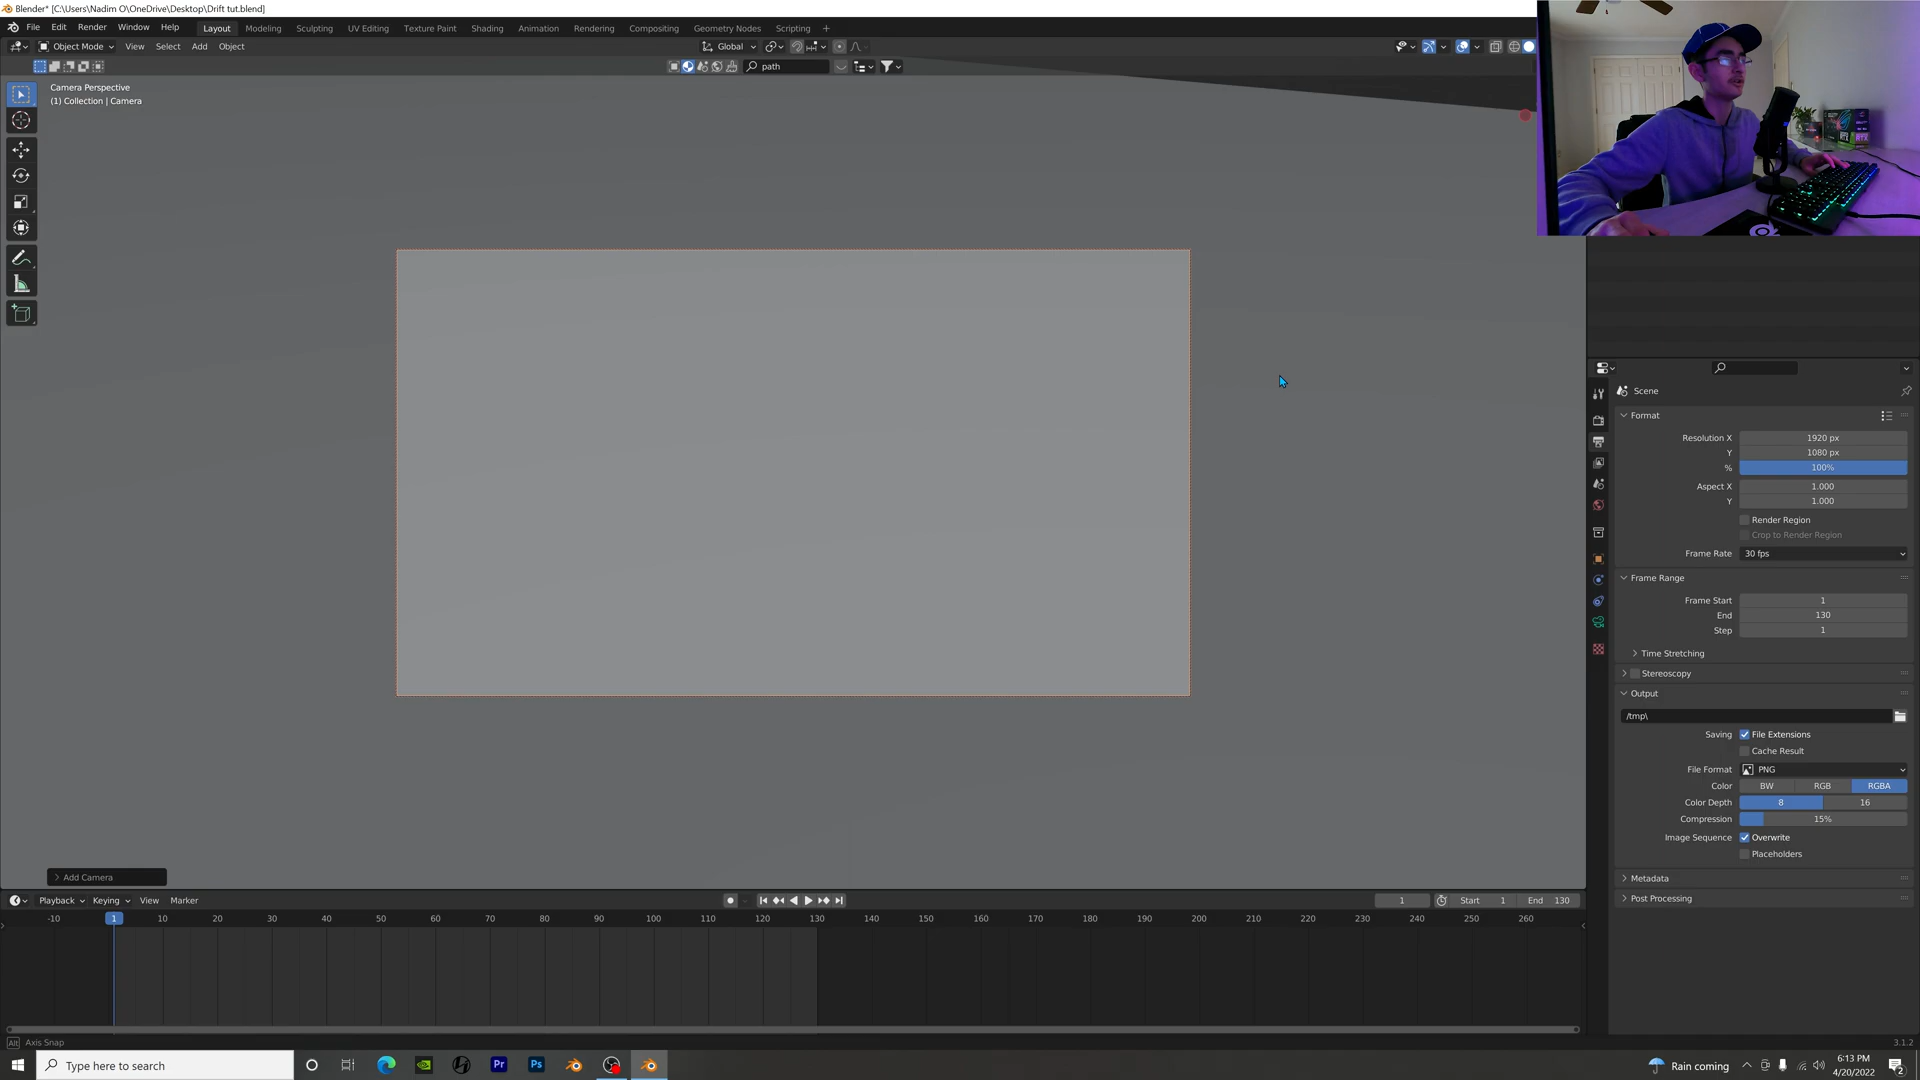 Blender* [C:\Users\Nadim O\OneDrive\Desktop\Drift tut.blend]
File Edit Render Window Help Layout Modeling Sculpting UV Editing Texture Paint Shading Animation Rendering Compositing Geometry Nodes Scripting +
Object Mode View Select Add Object Global
path
Camera Perspective
(1) Collection | Camera
Scene
Format
Resolution X 1920 px
Y 1080 px
% 100%
Aspect X 1.000
Y 1.000
Render Region
Crop to Render Region
Frame Rate 30 fps
Frame Range
Frame Start 1
End 130
Step 1
Time Stretching
Stereoscopy
Output
/tmp\
Saving File Extensions
Cache Result
File Format PNG
Color BW RGB RGBA
Color Depth 8 16
Compression 15%
Image Sequence Overwrite
Placeholders
Metadata
Post Processing
Add Camera
Playback Keying View Marker 1 Start 1 End 130
-10 1 10 20 30 40 50 60 70 80 90 100 110 120 130 140 150 160 170 180 190 200 210 220 230 240 250 260
Alt Axis Snap 3.1.2
Type here to search Pr Ps Rain coming 6:13 PM
4/20/2022 2